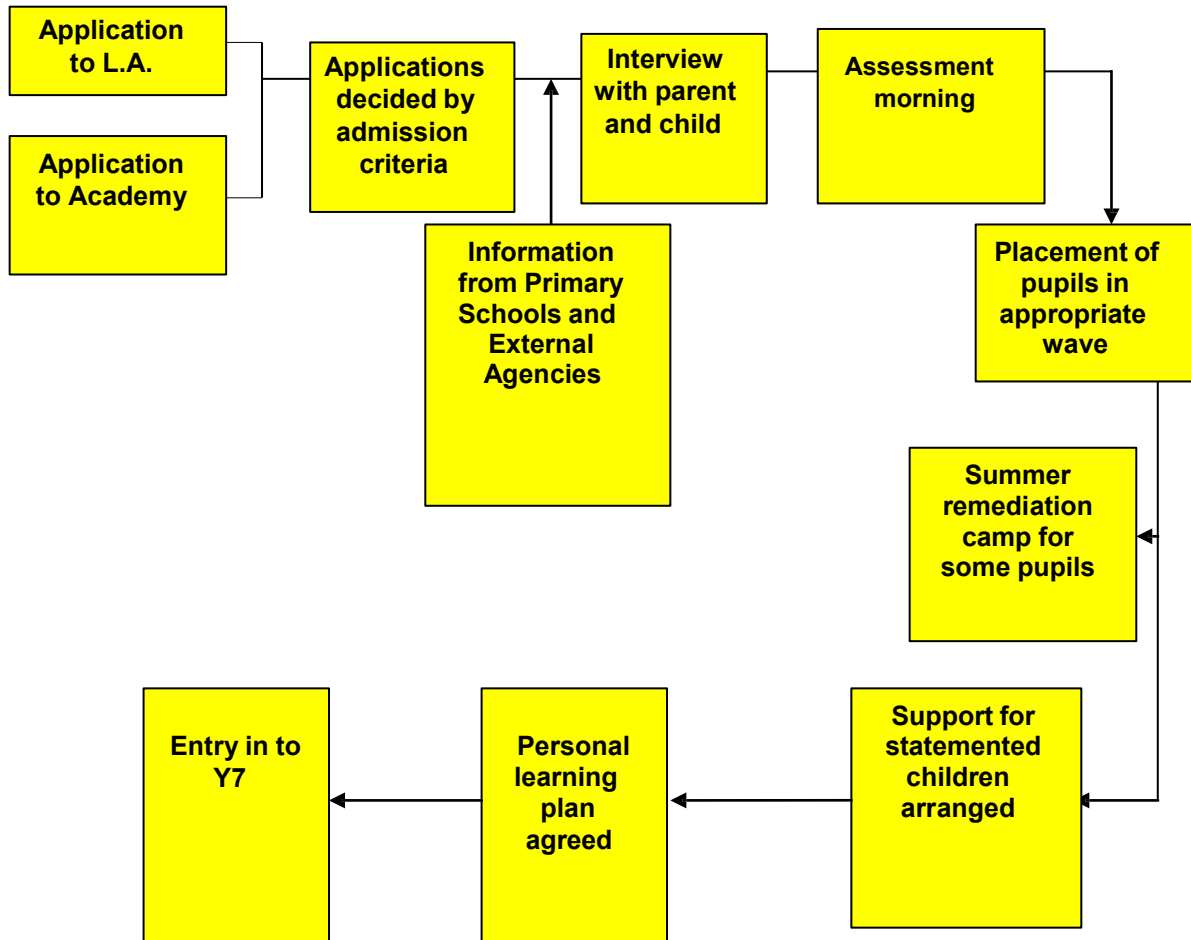 Application
to L.A.
Application
to Academy
Applications
decided by
admission
criteria
Interview
with parent
and child
Assessment
morning
Information
from Primary
Schools and
External
Agencies
Placement of
pupils in
appropriate
wave
Summer
remediation
camp for
some pupils
Support for
statemented
children
arranged
Personal
learning
plan
agreed
Entry in to
Y7